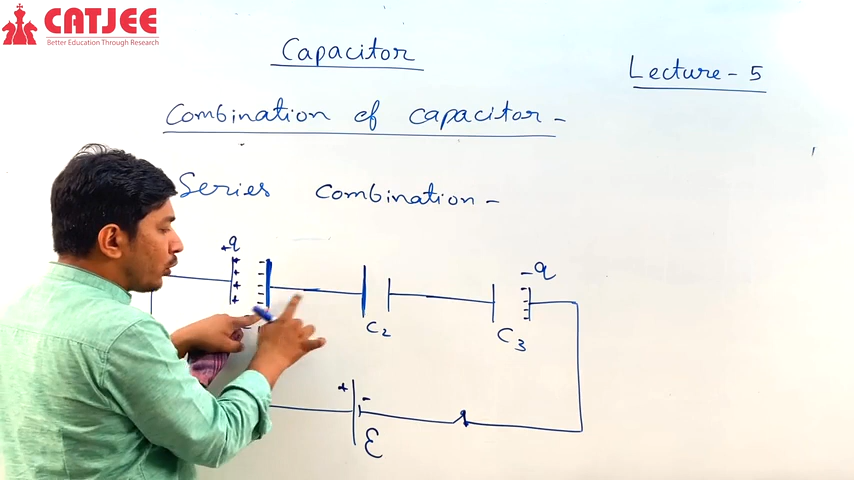 CATJEE
Better Education Through Research
Capacitor
Lecture - 5
Combination of capacitor -
Series combination -
+q
-q
C2
C3
+ -
ε